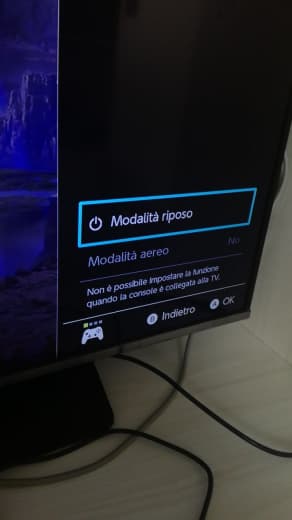 Modalità riposo
Modalità aereo No
Non è possibile impostare la funzione
quando la console è collegata alla TV.
B Indietro A OK